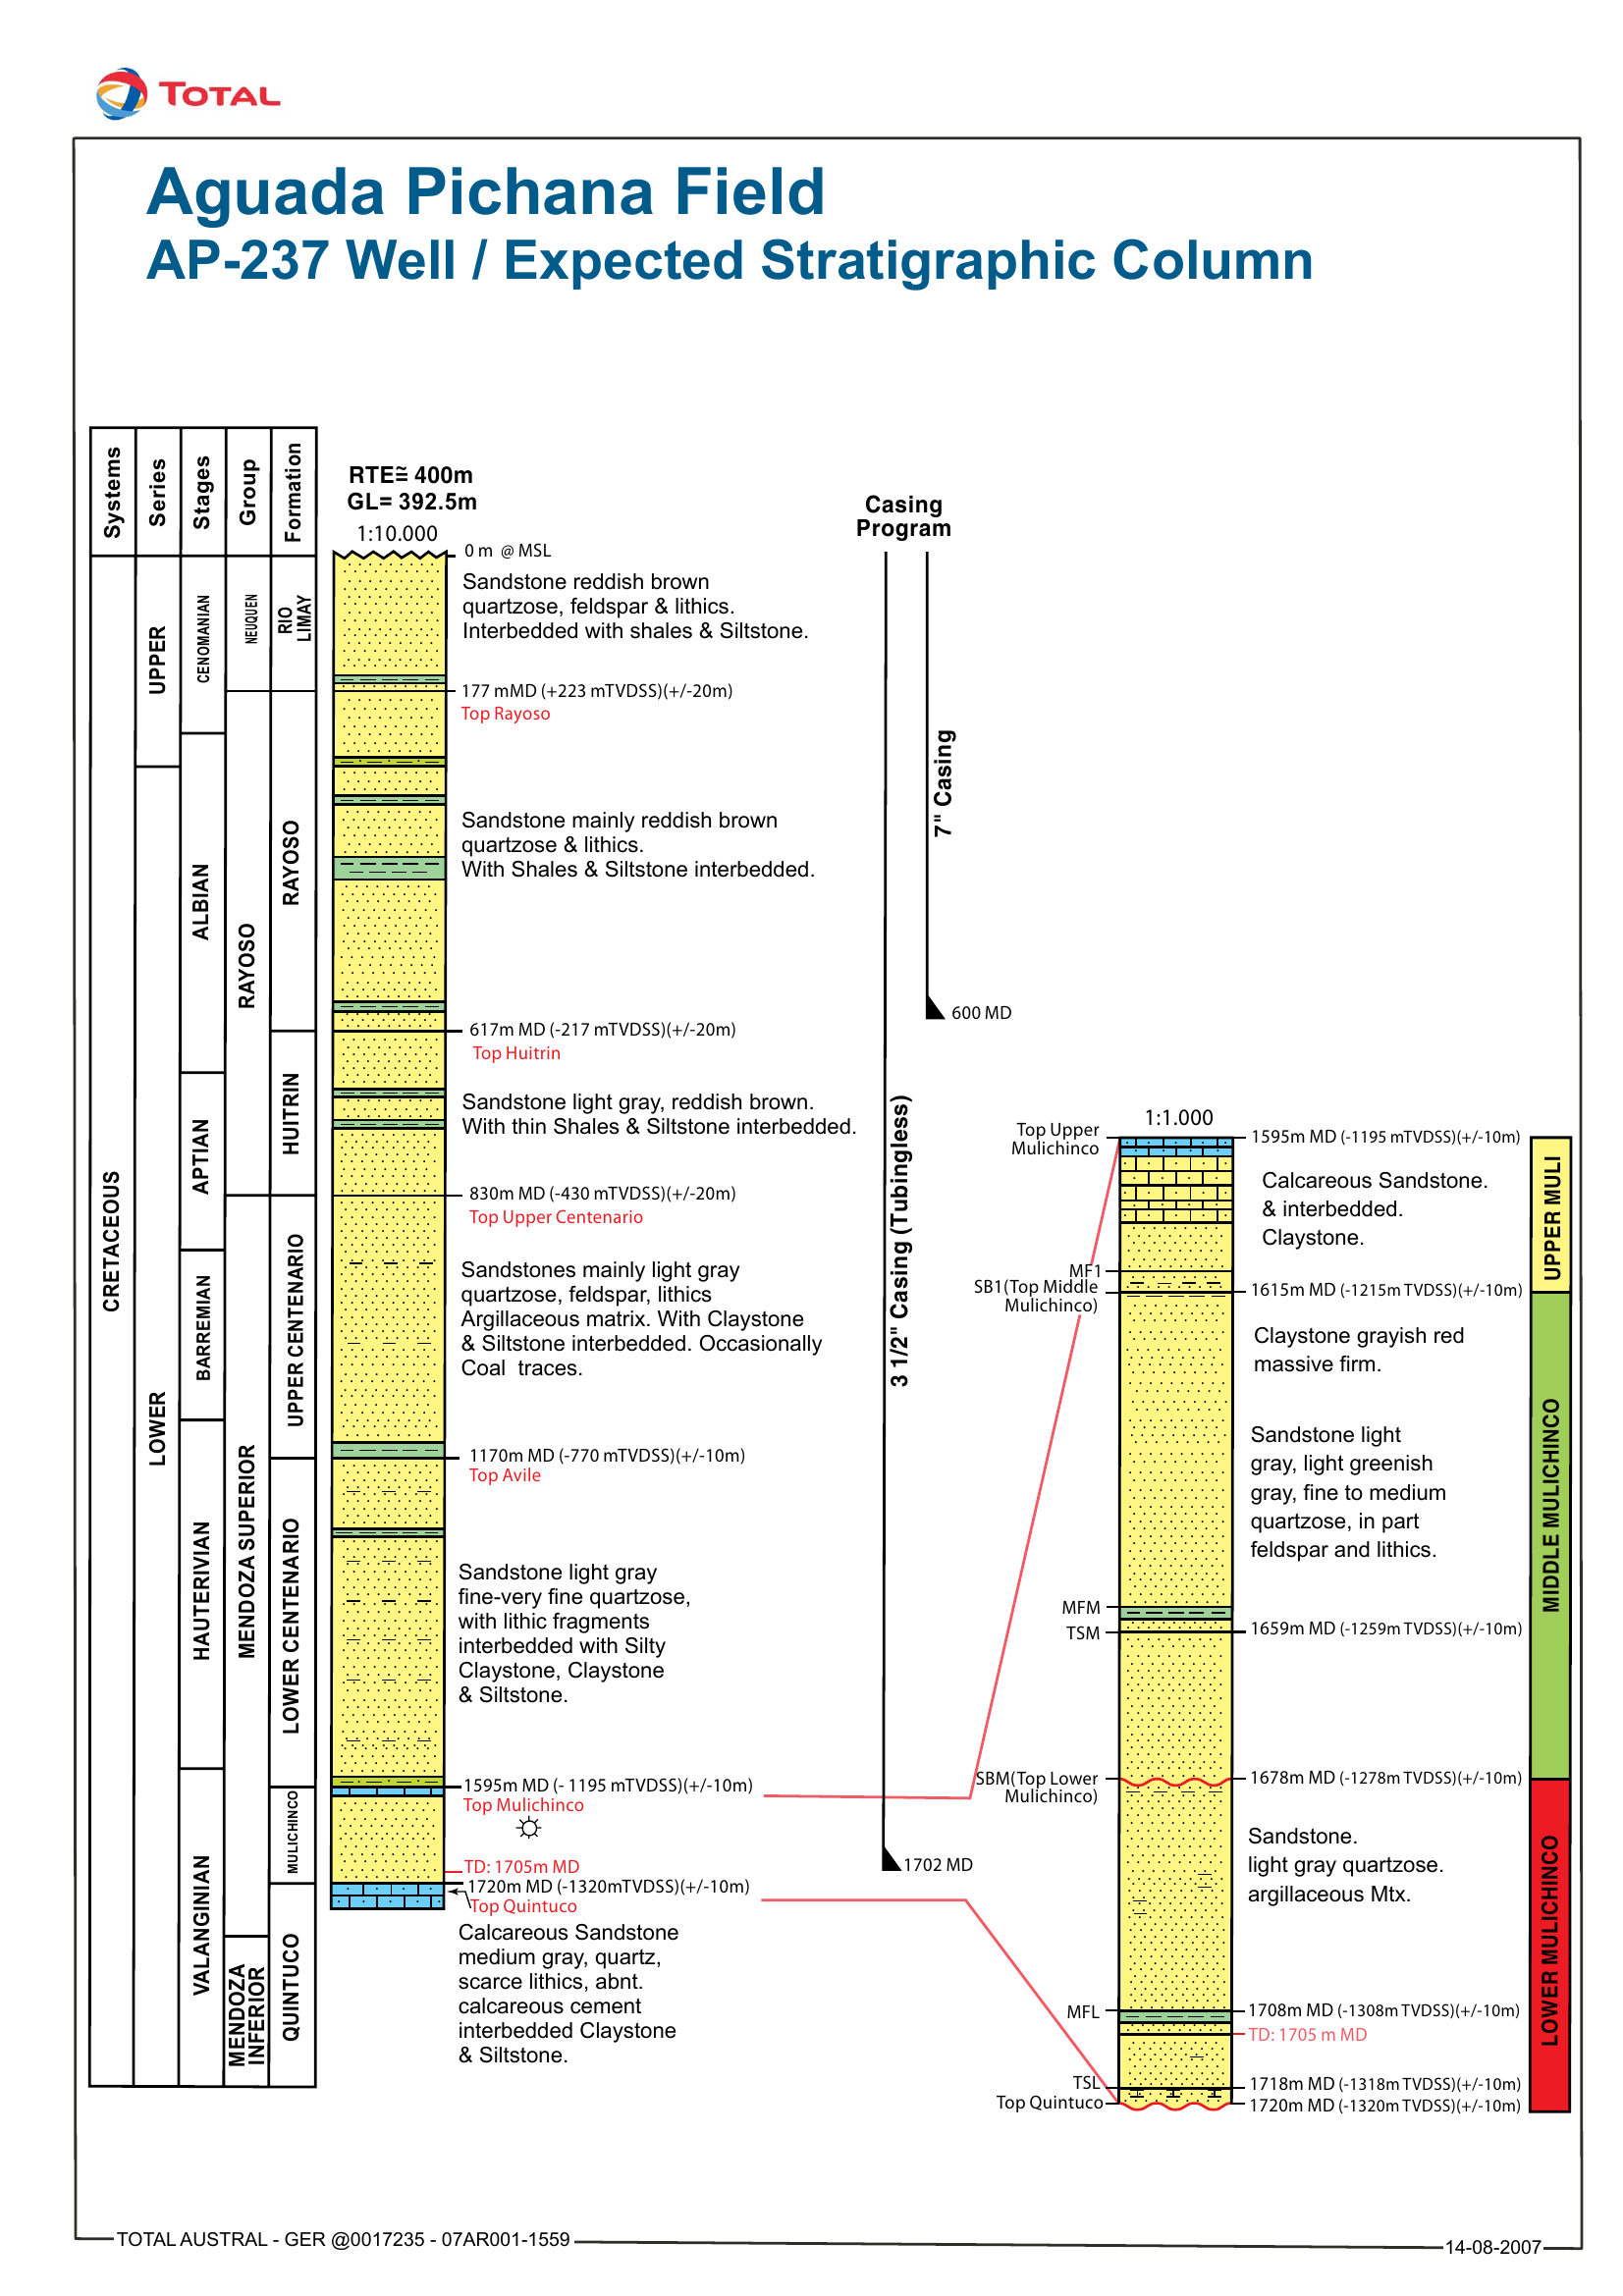 TOTAL
Aguada Pichana Field
AP-237 Well / Expected Stratigraphic Column
Systems
Series
Stages
Group
Formation
CRETACEOUS
UPPER
LOWER
CENOMANIAN
ALBIAN
APTIAN
BARREMIAN
HAUTERIVIAN
VALANGINIAN
NEUQUEN
RAYOSO
MENDOZA SUPERIOR
MENDOZA
INFERIOR
RIO
LIMAY
RAYOSO
HUITRIN
UPPER CENTENARIO
LOWER CENTENARIO
MULICHINCO
QUINTUCO
RTE≅ 400m
GL= 392.5m
1:10.000
0 m @ MSL
Sandstone reddish brown
quartzose, feldspar & lithics.
Interbedded with shales & Siltstone.
177 mMD (+223 mTVDSS)(+/-20m)
Top Rayoso
Sandstone mainly reddish brown
quartzose & lithics.
With Shales & Siltstone interbedded.
617m MD (-217 mTVDSS)(+/-20m)
Top Huitrin
Sandstone light gray, reddish brown.
With thin Shales & Siltstone interbedded.
830m MD (-430 mTVDSS)(+/-20m)
Top Upper Centenario
Sandstones mainly light gray
quartzose, feldspar, lithics
Argillaceous matrix. With Claystone
& Siltstone interbedded. Occasionally
Coal traces.
1170m MD (-770 mTVDSS)(+/-10m)
Top Avile
Sandstone light gray
fine-very fine quartzose,
with lithic fragments
interbedded with Silty
Claystone, Claystone
& Siltstone.
1595m MD (- 1195 mTVDSS)(+/-10m)
Top Mulichinco
TD: 1705m MD
1720m MD (-1320mTVDSS)(+/-10m)
Top Quintuco
Calcareous Sandstone
medium gray, quartz,
scarce lithics, abnt.
calcareous cement
interbedded Claystone
& Siltstone.
Casing
Program
7" Casing
600 MD
3 1/2" Casing (Tubingless)
1702 MD
1:1.000
Top Upper
Mulichinco
1595m MD (-1195 mTVDSS)(+/-10m)
Calcareous Sandstone.
& interbedded.
Claystone.
MF1
SB1(Top Middle
Mulichinco)
1615m MD (-1215m TVDSS)(+/-10m)
Claystone grayish red
massive firm.
Sandstone light
gray, light greenish
gray, fine to medium
quartzose, in part
feldspar and lithics.
MFM
TSM
1659m MD (-1259m TVDSS)(+/-10m)
SBM(Top Lower
Mulichinco)
1678m MD (-1278m TVDSS)(+/-10m)
Sandstone.
light gray quartzose.
argillaceous Mtx.
MFL
1708m MD (-1308m TVDSS)(+/-10m)
TD: 1705 m MD
TSL
1718m MD (-1318m TVDSS)(+/-10m)
Top Quintuco
1720m MD (-1320m TVDSS)(+/-10m)
UPPER MULI
MIDDLE MULICHINCO
LOWER MULICHINCO
TOTAL AUSTRAL - GER @0017235 - 07AR001-1559
14-08-2007